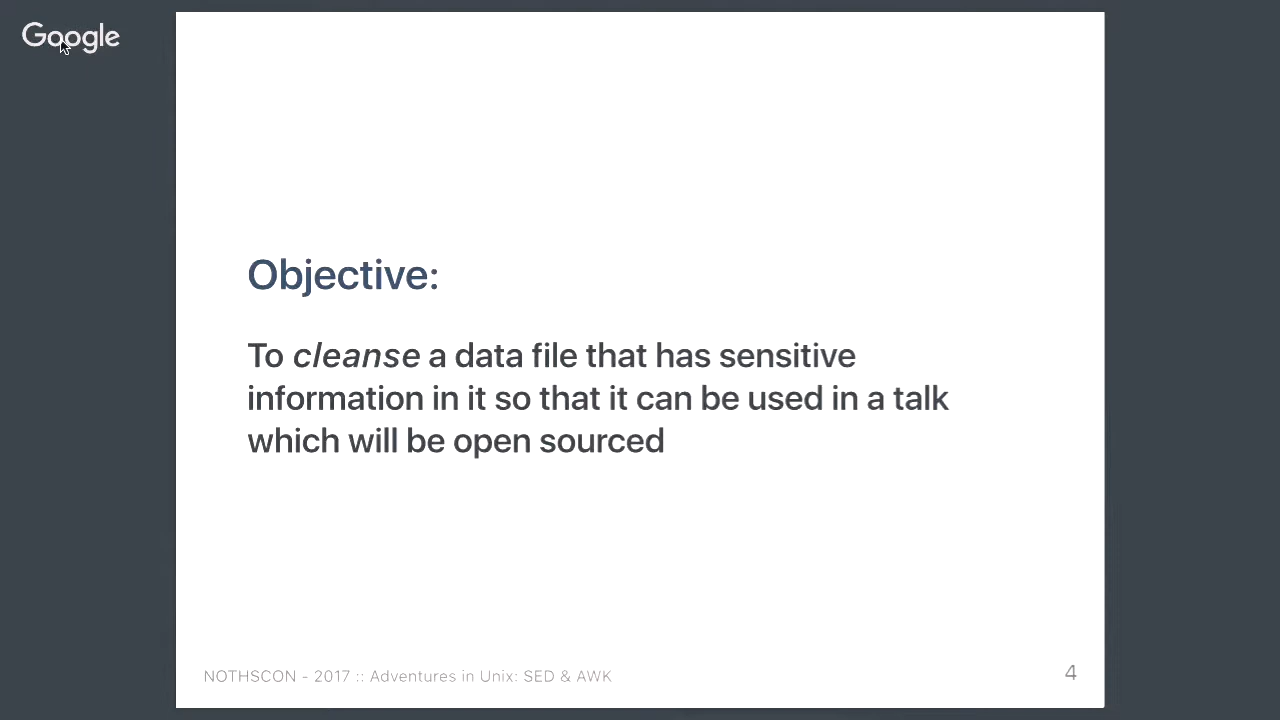 Google
Objective:
To cleanse a data file that has sensitive
information in it so that it can be used in a talk
which will be open sourced
NOTHSCON - 2017 :: Adventures in Unix: SED & AWK
4